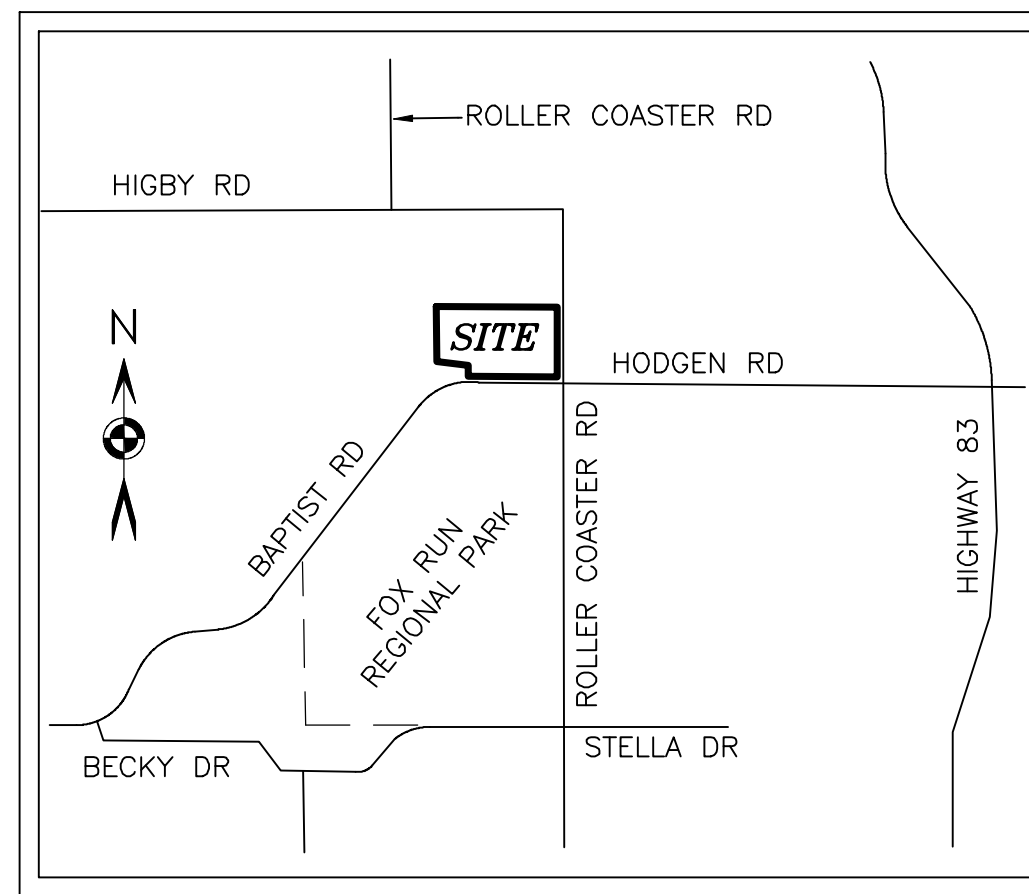 ROLLER COASTER RD
HIGBY RD
N
SITE
HODGEN RD
BAPTIST RD
FOX RUN
REGIONAL PARK
ROLLER COASTER RD
HIGHWAY 83
STELLA DR
BECKY DR